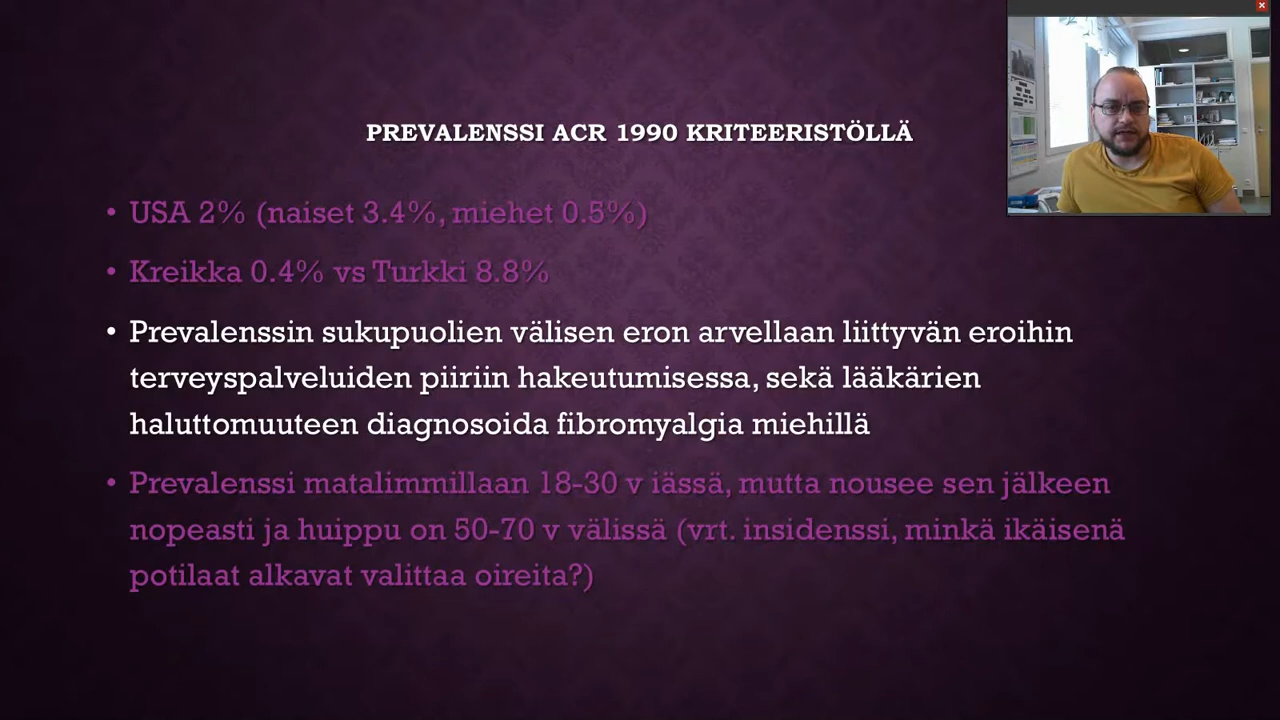 PREVALENSSI ACR 1990 KRITEERISTÖLLÄ
• USA 2% (naiset 3.4%, miehet 0.5%)
• Kreikka 0.4% vs Turkki 8.8%
• Prevalenssin sukupuolien välisen eron arvellaan liittyvän eroihin
terveyspalveluiden piiriin hakeutumisessa, sekä lääkärien
haluttomuuteen diagnosoida fibromyalgia miehillä
• Prevalenssi matalimmillaan 18-30 v iässä, mutta nousee sen jälkeen
nopeasti ja huippu on 50-70 v välissä (vrt. insidenssi, minkä ikäisenä
potilaat alkavat valittaa oireita?)